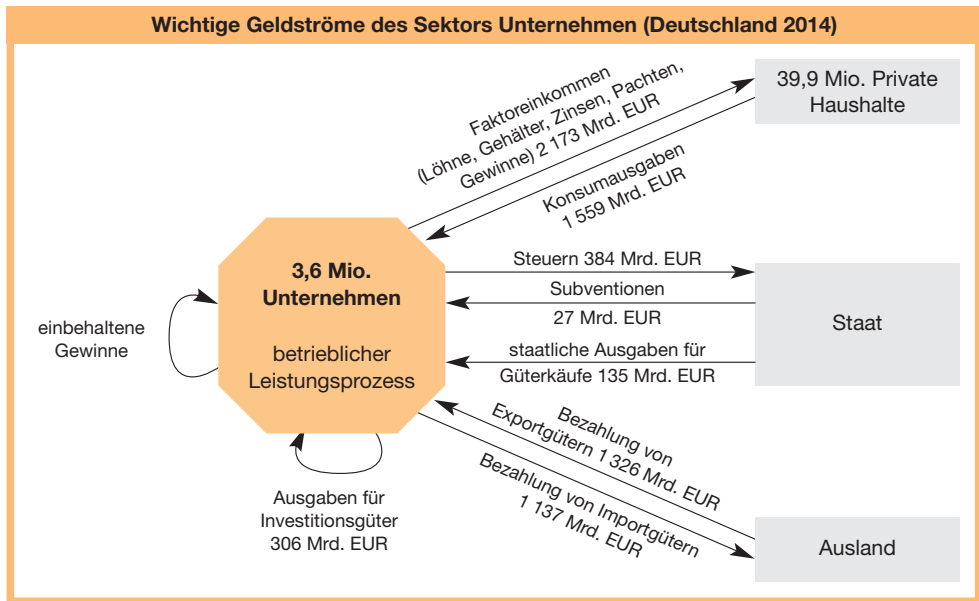 Wichtige Geldströme des Sektors Unternehmen (Deutschland 2014)
Faktoreinkommen
(Löhne, Gehälter, Zinsen, Pachten,
Gewinne) 2 173 Mrd. EUR
39,9 Mio. Private
Haushalte
Konsumausgaben
1 559 Mrd. EUR
3,6 Mio.
Unternehmen
betrieblicher
Leistungsprozess
einbehaltene
Gewinne
Steuern 384 Mrd. EUR
Subventionen
27 Mrd. EUR
staatliche Ausgaben für
Güterkäufe 135 Mrd. EUR
Staat
Bezahlung von
Exportgütern 1 326 Mrd. EUR
Bezahlung von Importgütern
1 137 Mrd. EUR
Ausland
Ausgaben für
Investitionsgüter
306 Mrd. EUR